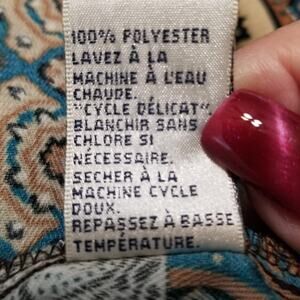 100% POLYESTER
LAVEZ À LA
MACHINE À L'EAU
CHAUDE.
"CYCLE DÉLICAT".
BLANCHIR SANS
CHLORE SI
NÉCESSAIRE.
SECHER À LA
MACHINE CYCLE
DOUX.
REPASSEZ À BASSE
TEMPÉRATURE.